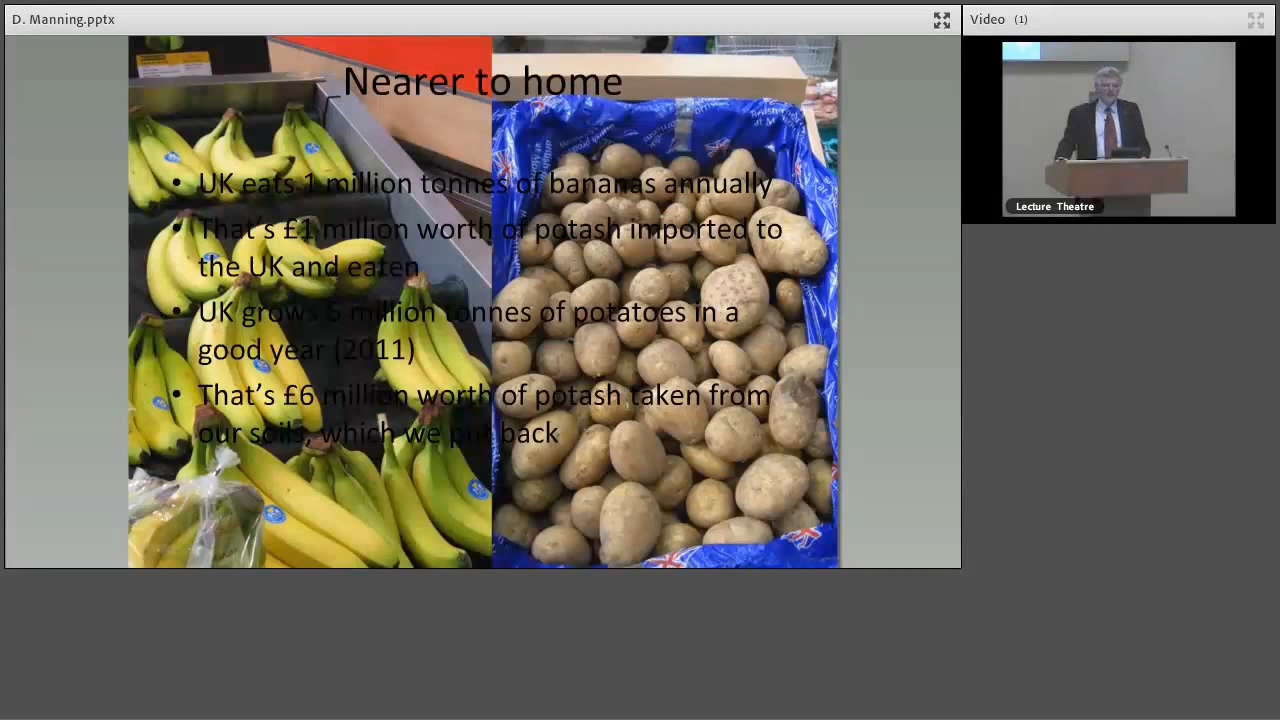 D. Manning.pptx
Video (1)
Nearer to home
• UK eats 1 million tonnes of bananas annually
• That's £1 million worth of potash imported to
the UK and eaten
• UK grows 6 million tonnes of potatoes in a
good year (2011)
• That's £6 million worth of potash taken from
our soils, which we put back
Lecture Theatre